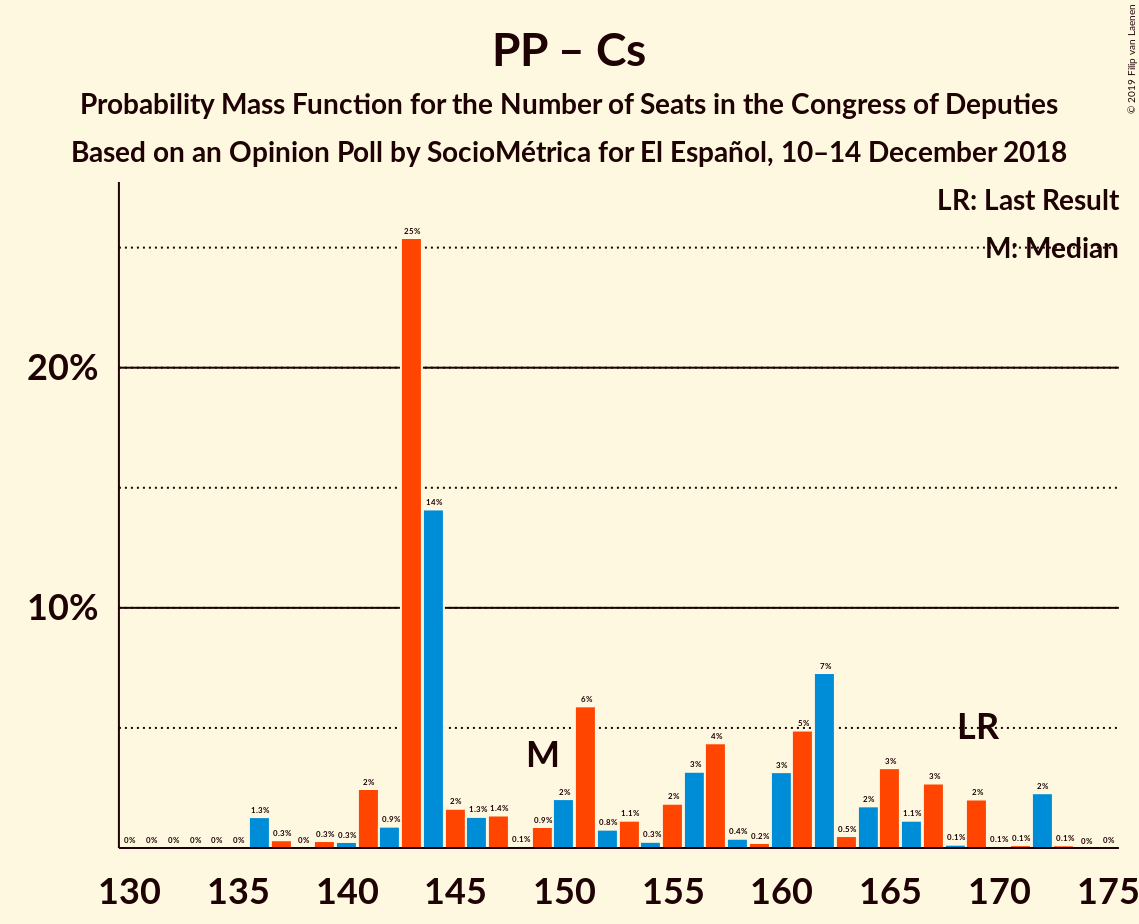 © 2019 Filip van Laenen
PP – Cs
Probability Mass Function for the Number of Seats in the Congress of Deputies
Based on an Opinion Poll by SocioMétrica for El Español, 10–14 December 2018
LR: Last Result
M: Median
20%
10%
0% 0% 0% 0% 0% 0% 1.3% 0.3% 0% 0.3% 0.3% 2% 0.9% 25% 14% 2% 1.3% 1.4% 0.1% 0.9% 2% 6% 0.8% 1.1% 0.3% 2% 3% 4% 0.4% 0.2% 3% 5% 7% 0.5% 2% 3% 1.1% 3% 0.1% 2% 0.1% 0.1% 2% 0.1% 0% 0%
M
LR
130 135 140 145 150 155 160 165 170 175